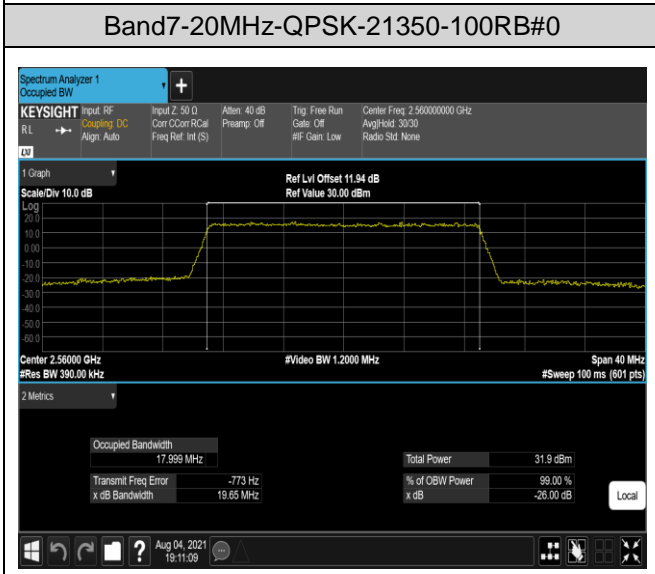 Band7-20MHz-QPSK-21350-100RB#0
Spectrum Analyzer 1
Occupied BW
+
KEYSIGHT Input: RF Input Z: 50 Ω Atten: 40 dB Trig: Free Run Center Freq: 2.560000000 GHz
RL Coupling: DC Corr CCorr RCal Preamp: Off Gate: Off Avg|Hold: 30/30
Align: Auto Freq Ref: Int (S) #IF Gain: Low Radio Std: None
LXI
1 Graph Ref Lvl Offset 11.94 dB
Scale/Div 10.0 dB Ref Value 30.00 dBm
Log
20.0
10.0
0.00
-10.0
-20.0
-30.0
-40.0
-50.0
-60.0
Center 2.56000 GHz #Video BW 1.2000 MHz Span 40 MHz
#Res BW 390.00 kHz #Sweep 100 ms (601 pts)
2 Metrics
Occupied Bandwidth
17.999 MHz Total Power 31.9 dBm
Transmit Freq Error -773 Hz % of OBW Power 99.00 %
x dB Bandwidth 19.65 MHz x dB -26.00 dB
Local
? Aug 04, 2021
19:11:09